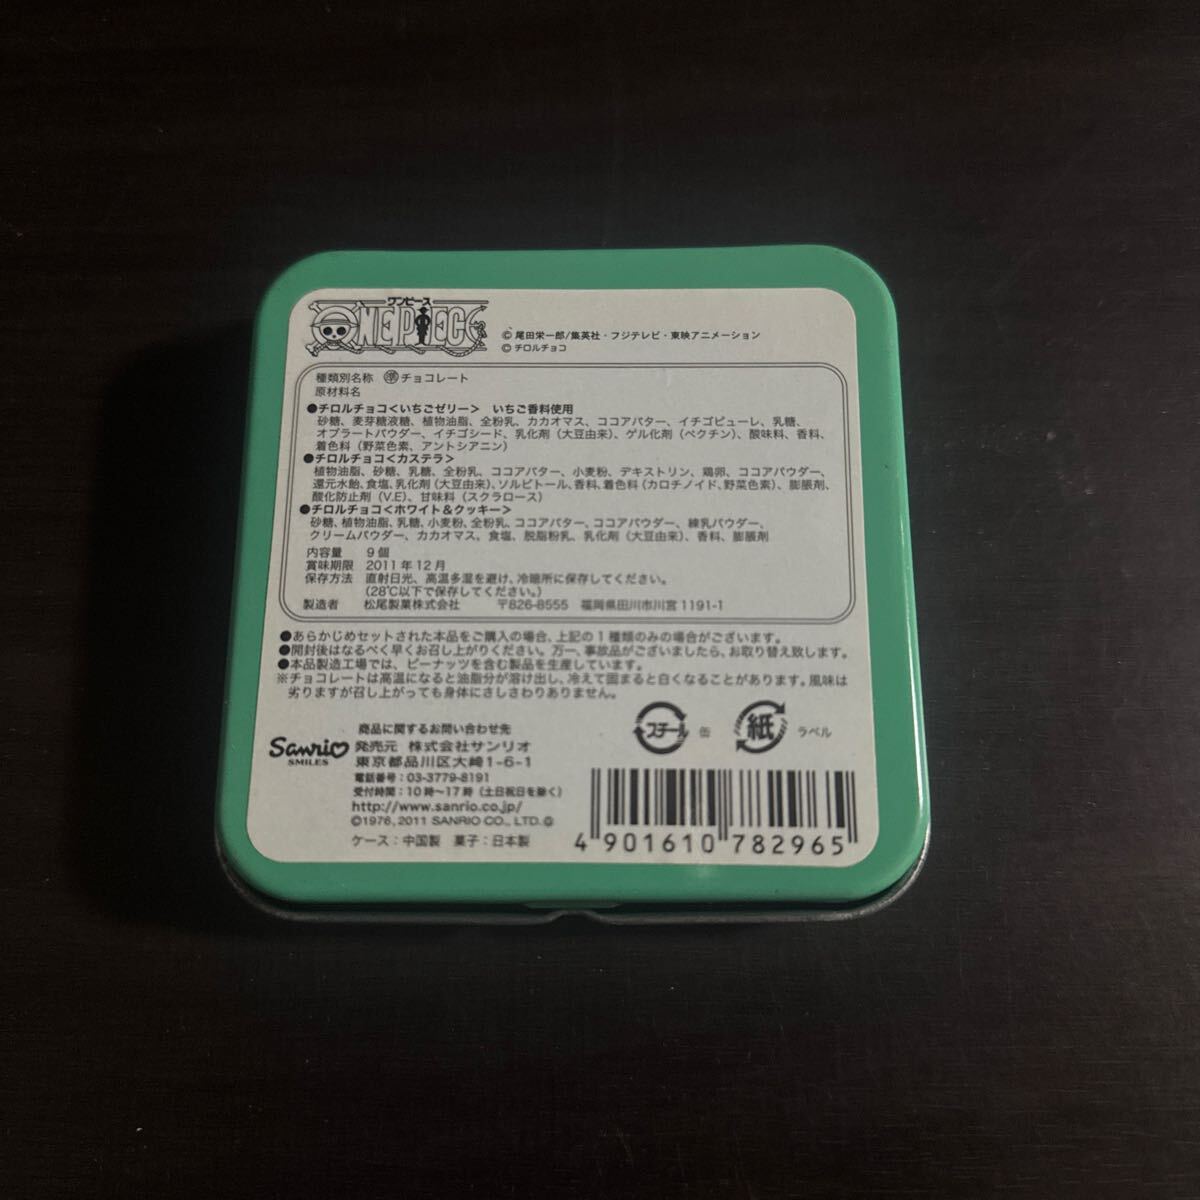 ワンピース
ONE PIECE
© 尾田栄一郎/集英社・フジテレビ・東映アニメーション
© チロルチョコ
種類別名称 準チョコレート
原材料名
●チロルチョコ<いちごゼリー> いちご香料使用
砂糖、麦芽糖液糖、植物油脂、全粉乳、カカオマス、ココアバター、イチゴピューレ、乳糖、
オブラートパウダー、イチゴシード、乳化剤(大豆由来)、ゲル化剤(ペクチン)、酸味料、香料、
着色料(野菜色素、アントシアニン)
●チロルチョコ<カステラ>
植物油脂、砂糖、乳糖、全粉乳、ココアバター、小麦粉、デキストリン、鶏卵、ココアパウダー、
還元水飴、食塩、乳化剤(大豆由来)、ソルビトール、香料、着色料(カロチノイド、野菜色素)、膨脹剤、
酸化防止剤(V.E)、甘味料(スクラロース)
●チロルチョコ<ホワイト&クッキー>
砂糖、植物油脂、乳糖、小麦粉、全粉乳、ココアバター、ココアパウダー、練乳パウダー、
クリームパウダー、カカオマス、食塩、脱脂粉乳、乳化剤(大豆由来)、香料、膨脹剤
内容量 9個
賞味期限 2011年12月
保存方法 直射日光、高温多湿を避け、冷暗所に保存してください。
(28℃以下で保存してください。)
製造者 松尾製菓株式会社 〒826-8555 福岡県田川市川宮1191-1
●あらかじめセットされた本品をご購入の場合、上記の1種類のみの場合がございます。
●開封後はなるべく早くお召し上がりください。万一、事故品がございましたら、お取り替え致します。
●本品製造工場では、ピーナッツを含む製品を生産しています。
※チョコレートは高温になると油脂分が溶け出し、冷えて固まると白くなることがあります。風味は
劣りますが召し上がっても身体にさしさわりありません。
スチール 缶 紙 ラベル
商品に関するお問い合わせ先
Sanrio SMILES 発売元 株式会社サンリオ
東京都品川区大崎1-6-1
電話番号:03-3779-8191
受付時間:10時~17時(土日祝日を除く)
http://www.sanrio.co.jp/
©1976, 2011 SANRIO CO., LTD. ®
ケース:中国製 菓子:日本製
4 901610 782965